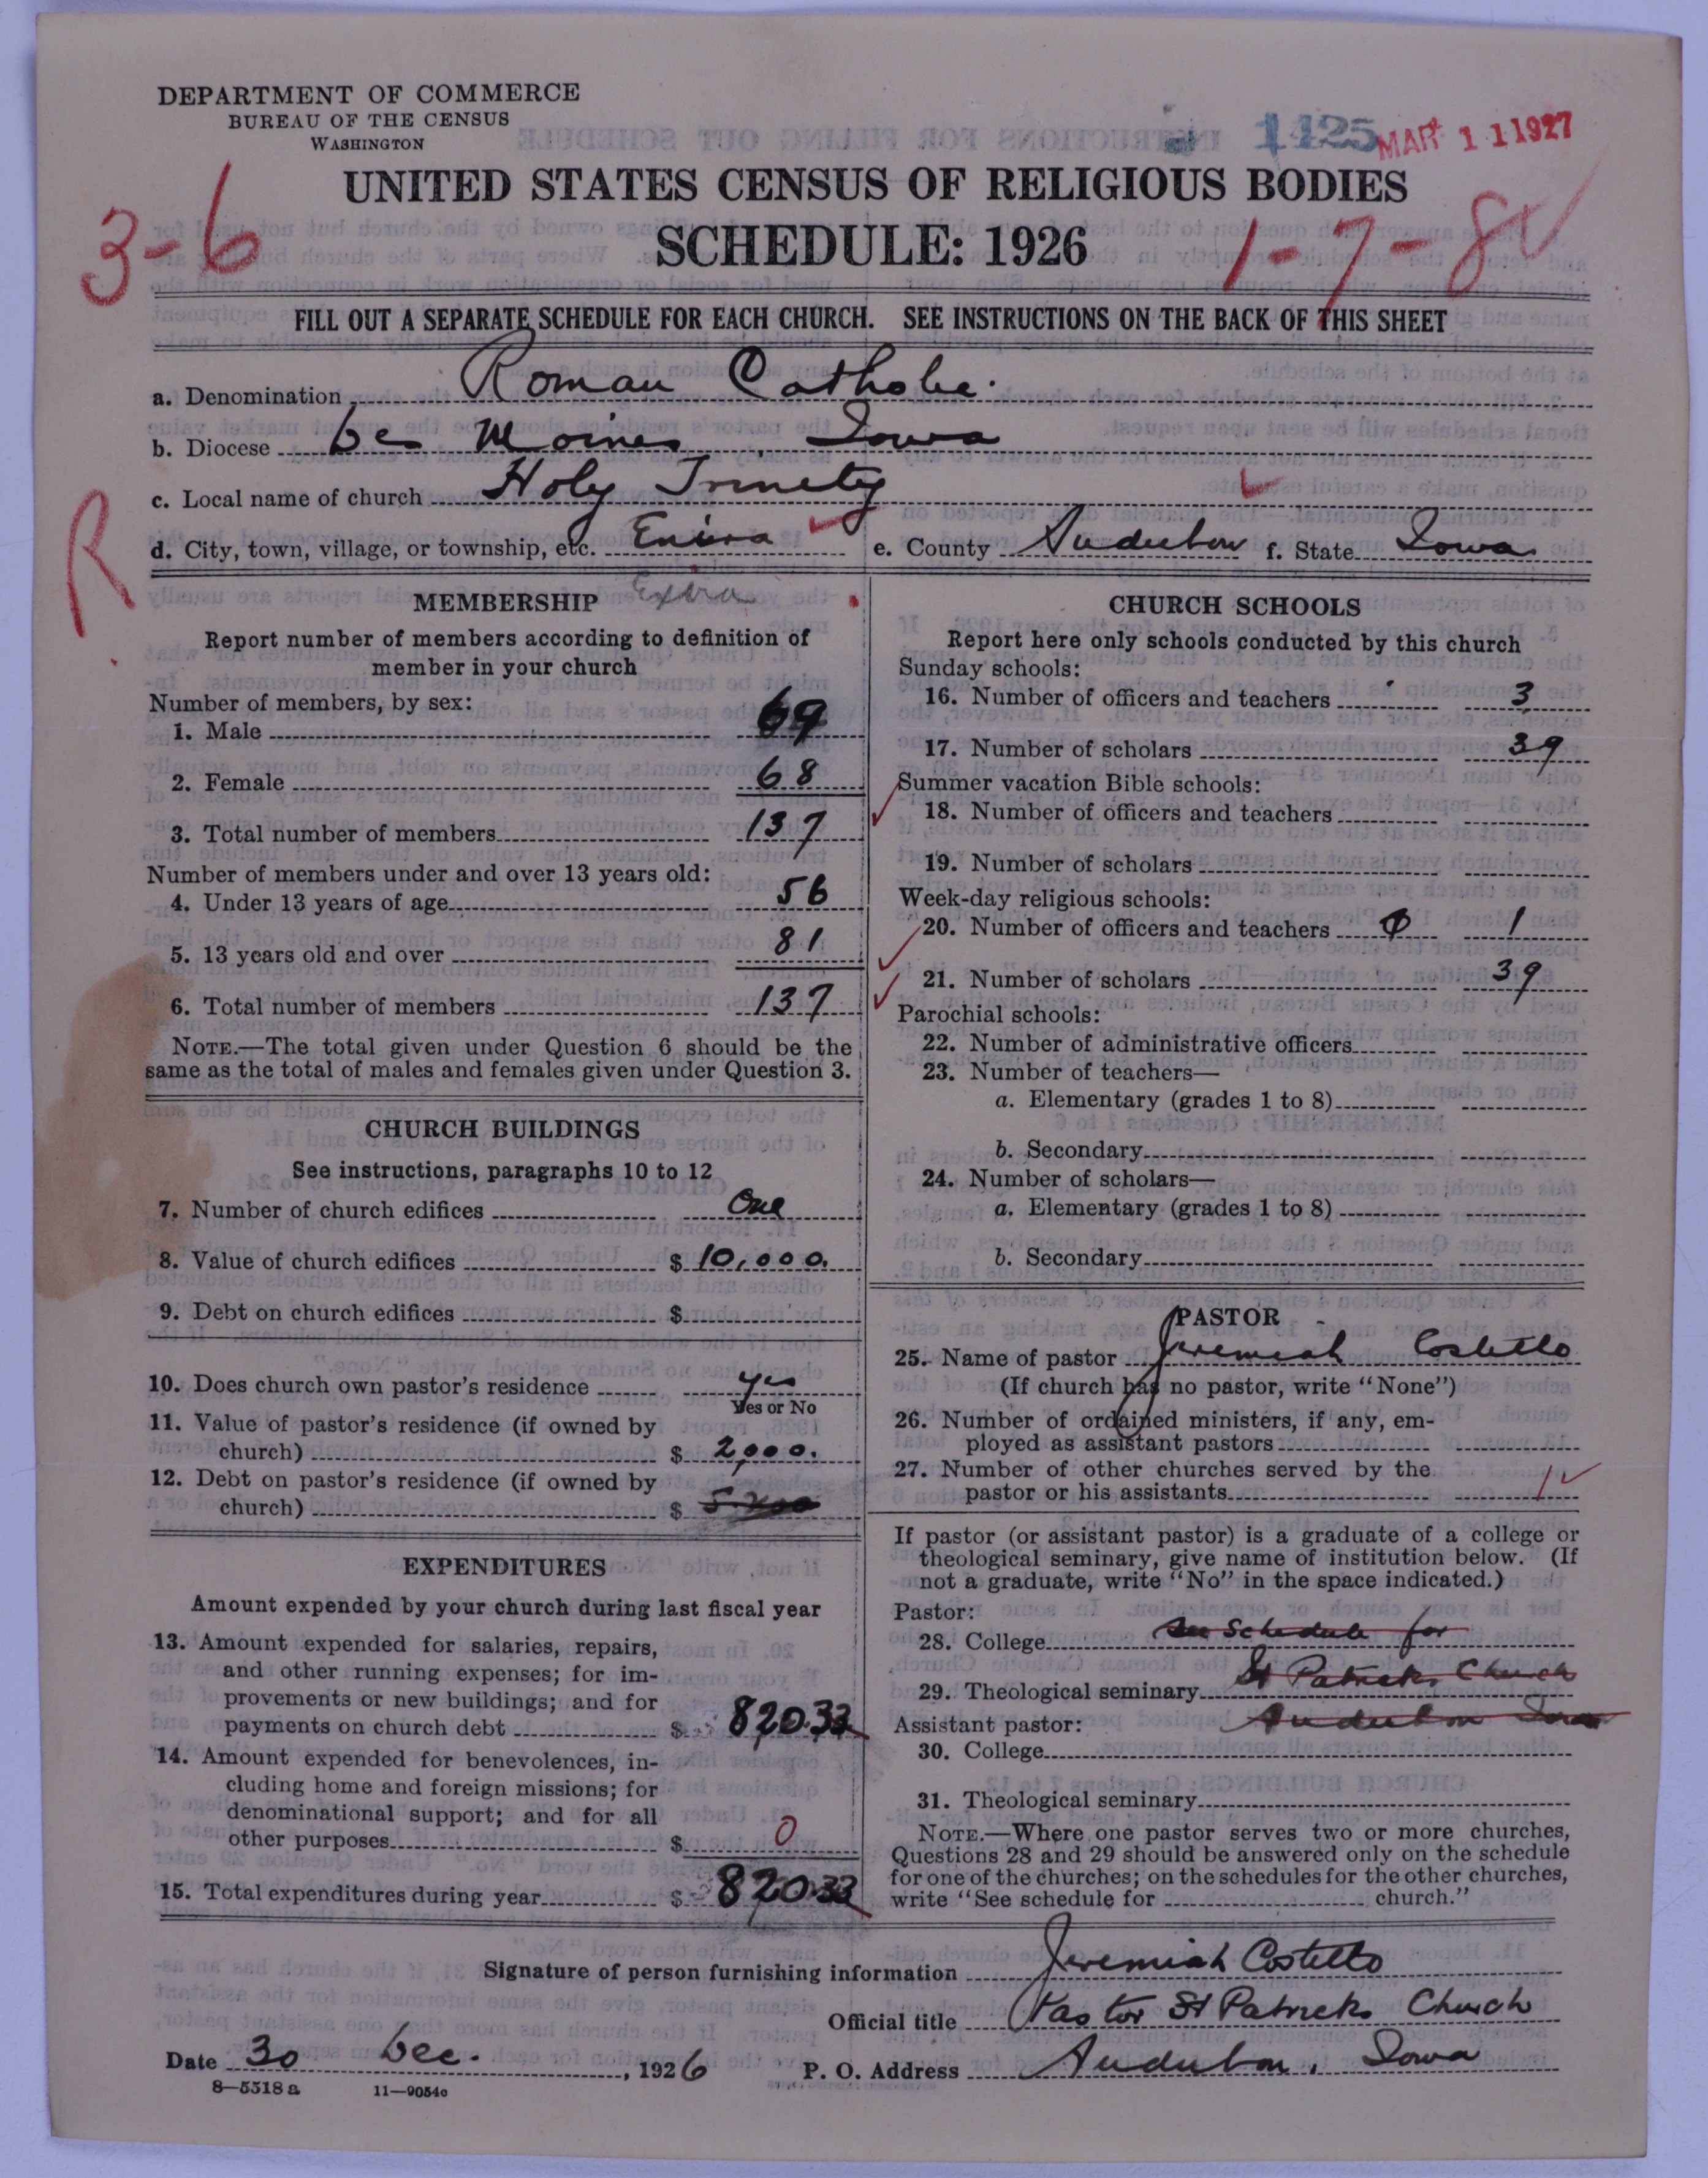 DEPARTMENT OF COMMERCE
BUREAU OF THE CENSUS
WASHINGTON
1425 MAR 11 1927
UNITED STATES CENSUS OF RELIGIOUS BODIES
SCHEDULE: 1926
3-6
1-7-8
FILL OUT A SEPARATE SCHEDULE FOR EACH CHURCH. SEE INSTRUCTIONS ON THE BACK OF THIS SHEET
a. Denomination Roman Catholic.
b. Diocese Des Moines, Iowa
c. Local name of church Holy Trinity
R
d. City, town, village, or township, etc. Exira e. County Audubon f. State Iowa
Exira
MEMBERSHIP
Report number of members according to definition of
member in your church
Number of members, by sex:
1. Male 69
2. Female 68
3. Total number of members 137
Number of members under and over 13 years old:
4. Under 13 years of age 56
5. 13 years old and over 81
6. Total number of members 137
NOTE.—The total given under Question 6 should be the
same as the total of males and females given under Question 3.
CHURCH BUILDINGS
See instructions, paragraphs 10 to 12
7. Number of church edifices One
8. Value of church edifices $ 10,000.
9. Debt on church edifices $
10. Does church own pastor's residence yes
Yes or No
11. Value of pastor's residence (if owned by
church) $ 2,000.
12. Debt on pastor's residence (if owned by
church) $
EXPENDITURES
Amount expended by your church during last fiscal year
13. Amount expended for salaries, repairs,
and other running expenses; for im-
provements or new buildings; and for
payments on church debt $ 820.33
14. Amount expended for benevolences, in-
cluding home and foreign missions; for
denominational support; and for all
other purposes $ 0
15. Total expenditures during year $ 820.33
CHURCH SCHOOLS
Report here only schools conducted by this church
Sunday schools:
16. Number of officers and teachers 3
17. Number of scholars 39
Summer vacation Bible schools:
18. Number of officers and teachers
19. Number of scholars
Week-day religious schools:
20. Number of officers and teachers 1
21. Number of scholars 39
Parochial schools:
22. Number of administrative officers
23. Number of teachers—
a. Elementary (grades 1 to 8)
b. Secondary
24. Number of scholars—
a. Elementary (grades 1 to 8)
b. Secondary
PASTOR
25. Name of pastor Jeremiah Costello
(If church has no pastor, write "None")
26. Number of ordained ministers, if any, em-
ployed as assistant pastors
27. Number of other churches served by the
pastor or his assistants 1
If pastor (or assistant pastor) is a graduate of a college or
theological seminary, give name of institution below. (If
not a graduate, write "No" in the space indicated.)
Pastor:
28. College See Schedule for
29. Theological seminary St Patricks Church
Assistant pastor: Audubon Iowa
30. College
31. Theological seminary
NOTE.—Where one pastor serves two or more churches,
Questions 28 and 29 should be answered only on the schedule
for one of the churches; on the schedules for the other churches,
write "See schedule for church."
Signature of person furnishing information Jeremiah Costello
Official title Pastor St Patricks Church
Date 30 Dec. , 1926 P. O. Address Audubon, Iowa
8—5518a 11—9054c